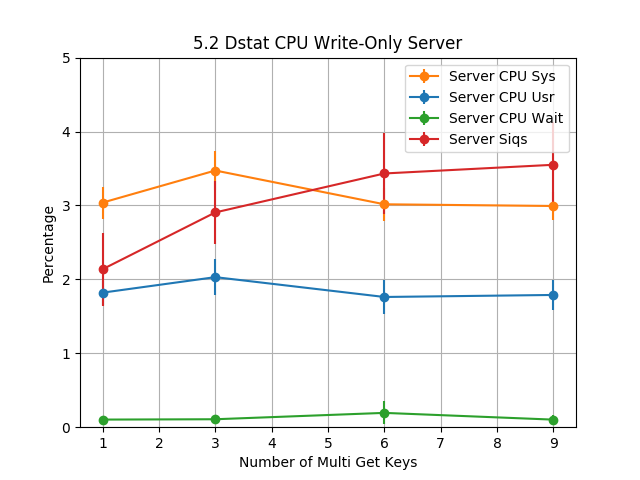 5.2 Dstat CPU Write-Only Server
Server CPU Sys
Server CPU Usr
Server CPU Wait
Server Siqs
Percentage
5
4
3
2
1
0
1 2 3 4 5 6 7 8 9
Number of Multi Get Keys